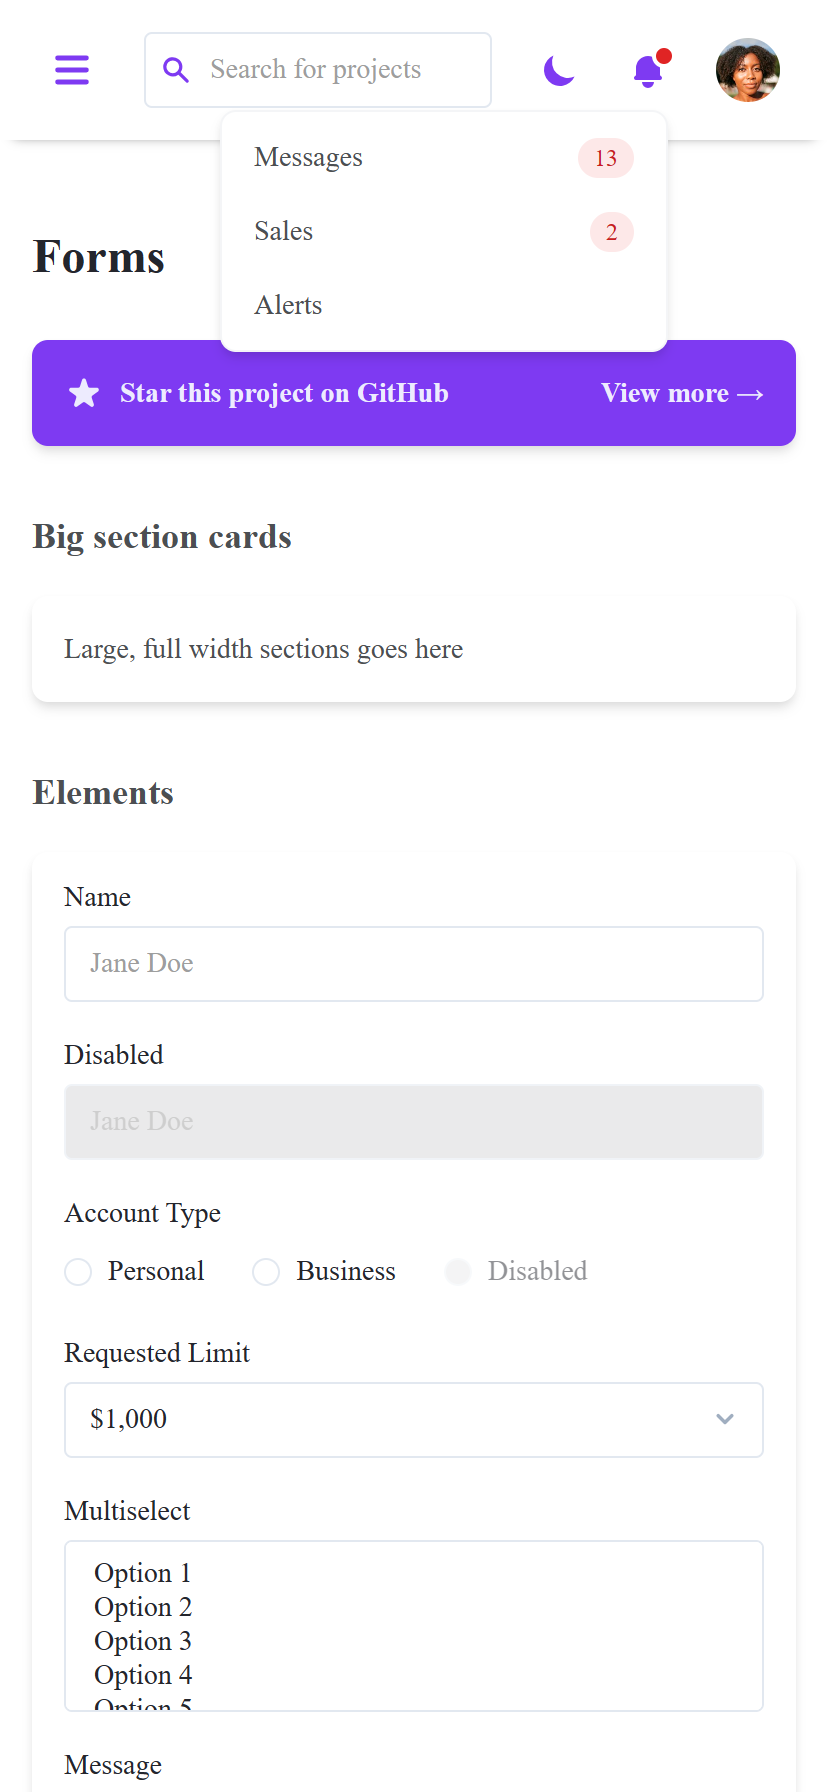 Search for projects
Messages 13
Sales 2
Alerts
Forms
Star this project on GitHub View more →
Big section cards
Large, full width sections goes here
Elements
Name
Jane Doe
Disabled
Jane Doe
Account Type
Personal Business Disabled
Requested Limit
$1,000
Multiselect
Option 1
Option 2
Option 3
Option 4
Option 5
Message